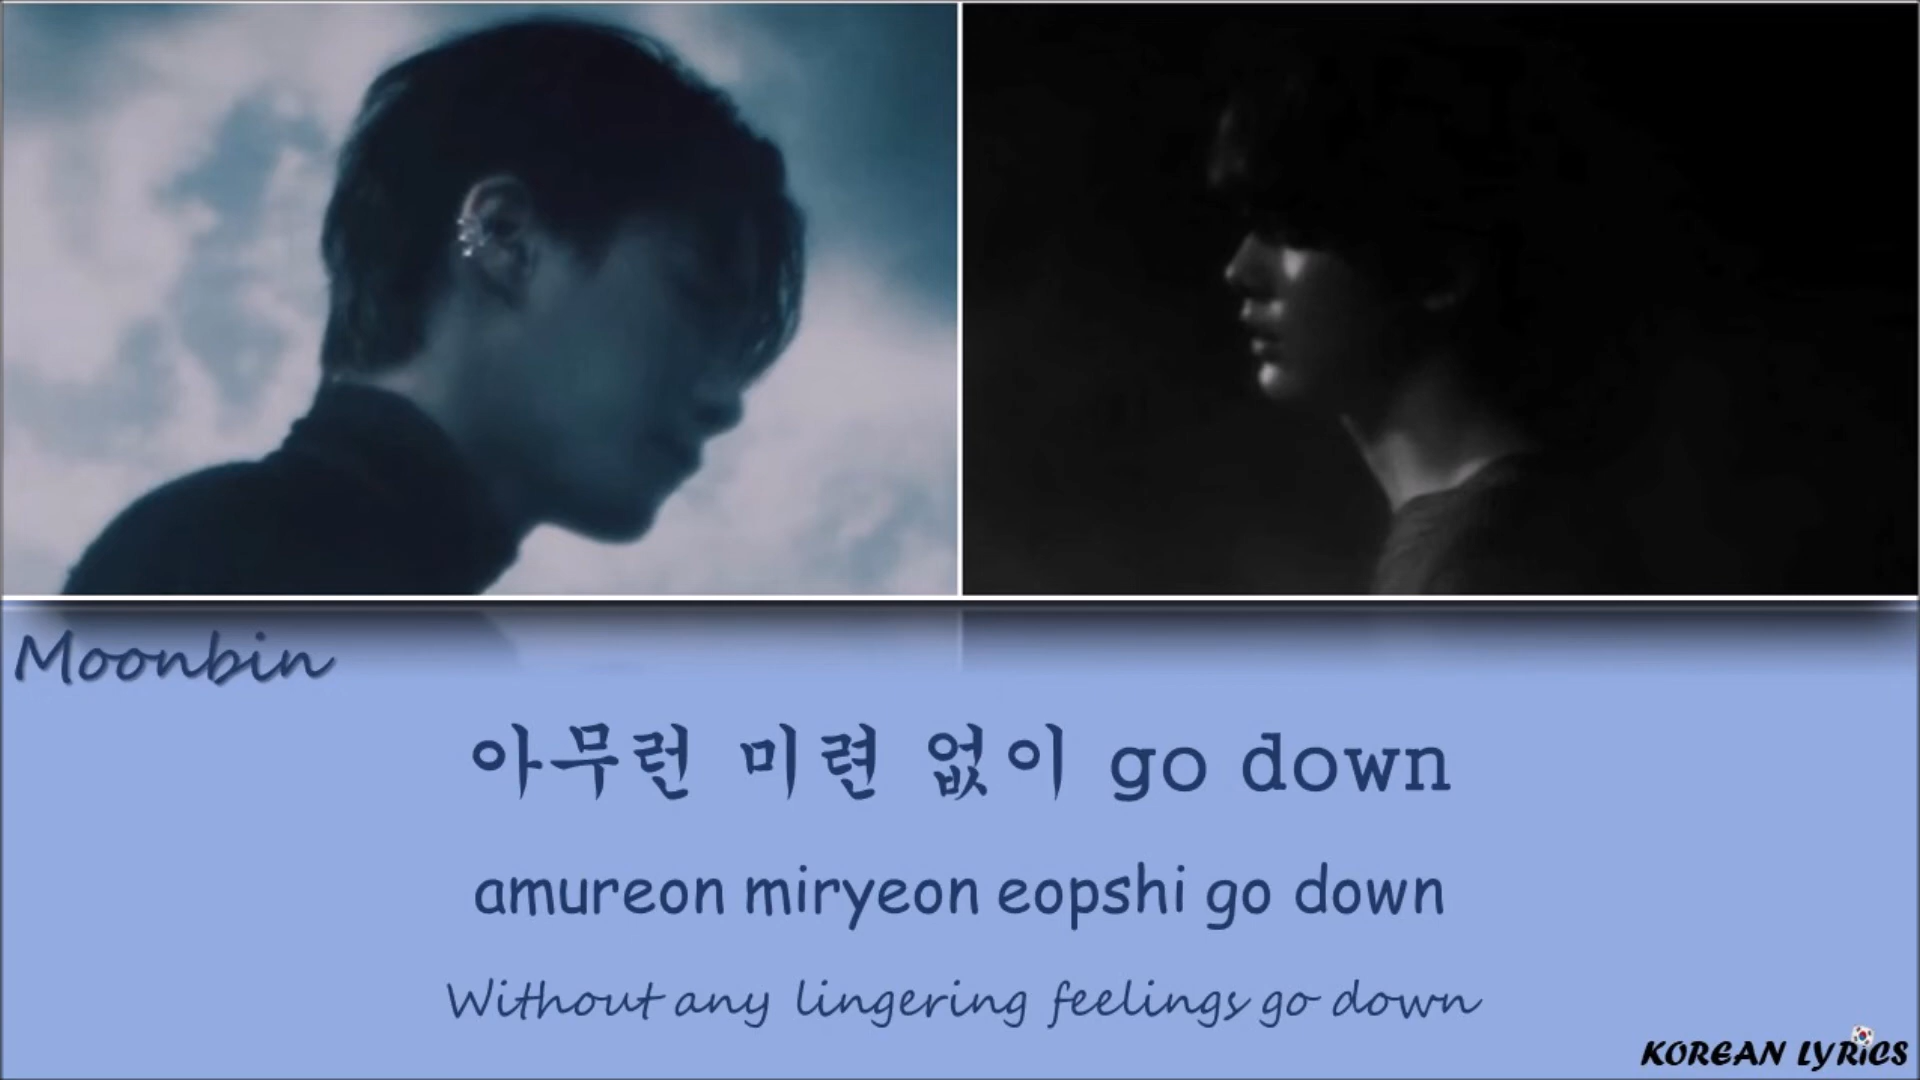 Moonbin
아무런 미련 없이 go down
amureon miryeon eopshi go down
Without any lingering feelings go down
KOREAN LYRICS